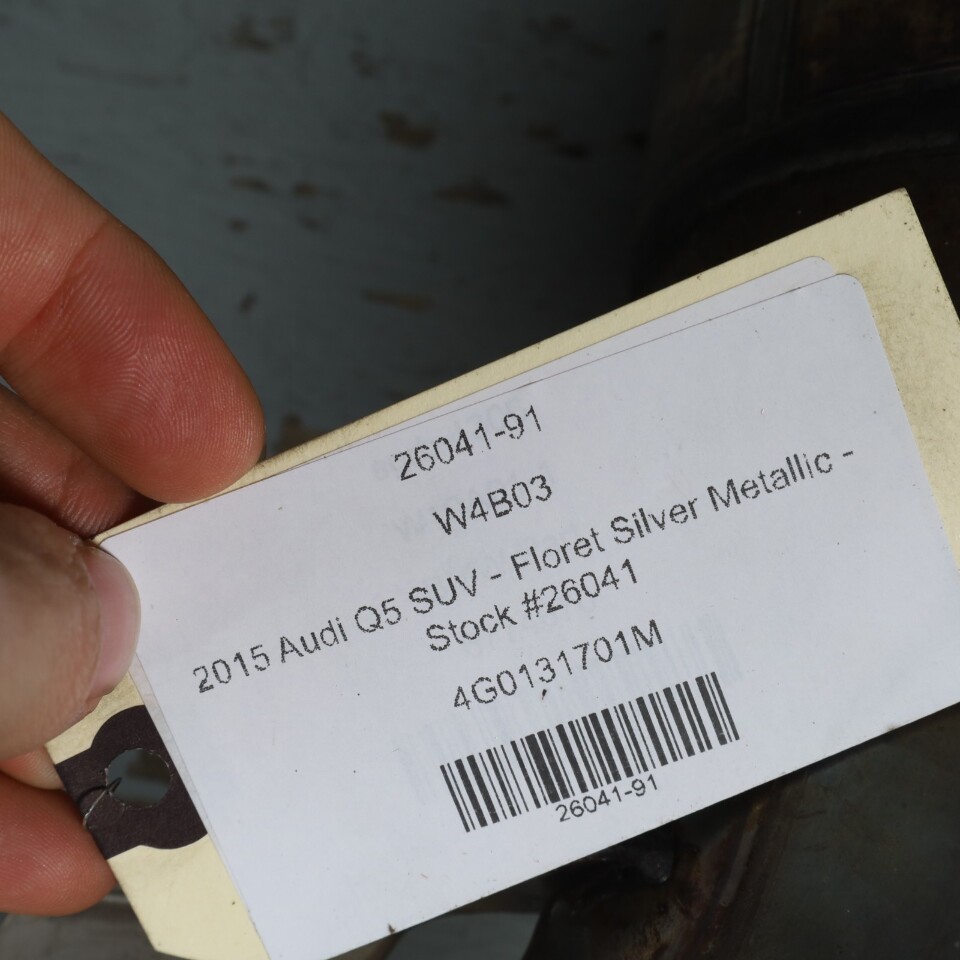 26041-91
W4B03
2015 Audi Q5 SUV - Floret Silver Metallic -
Stock #26041
4G0131701M
26041-91